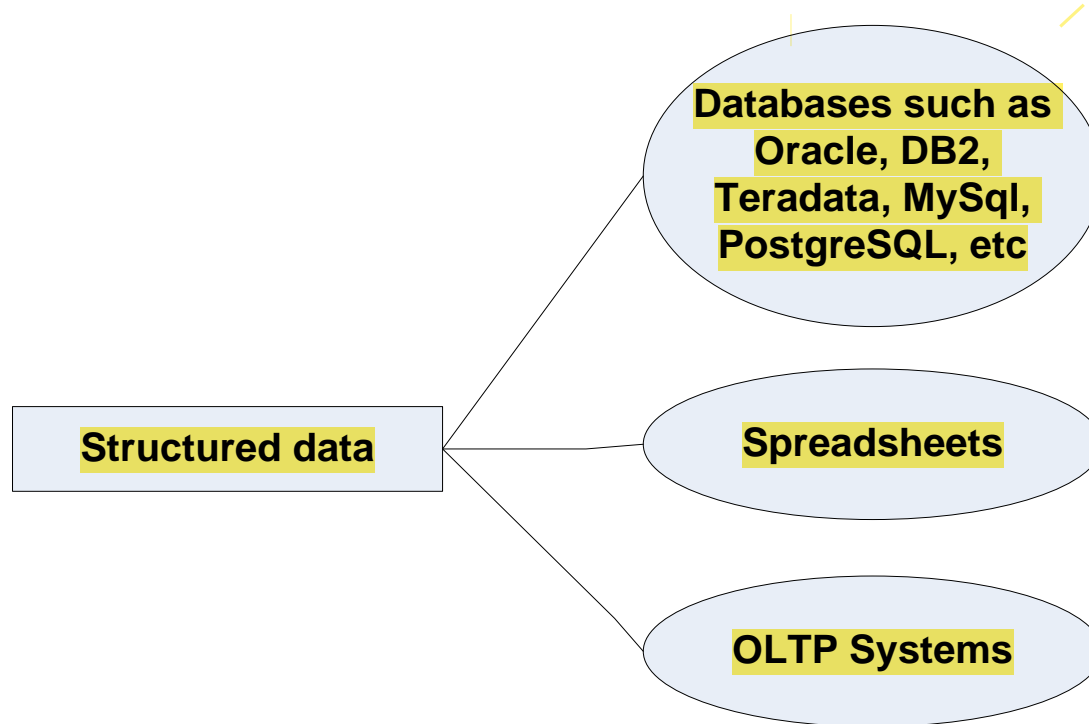 Databases such as
Oracle, DB2,
Teradata, MySql,
PostgreSQL, etc
Structured data
Spreadsheets
OLTP Systems